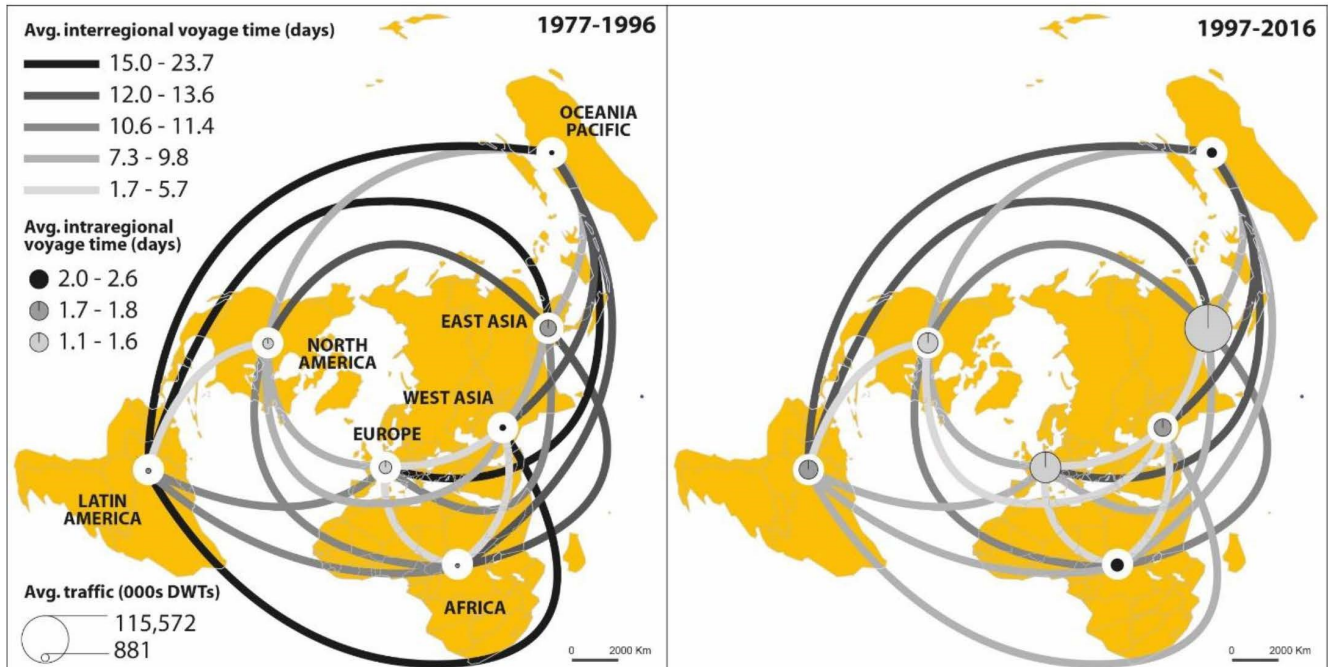 Avg. interregional voyage time (days)
15.0 - 23.7
12.0 - 13.6
10.6 - 11.4
7.3 - 9.8
1.7 - 5.7
Avg. intraregional
voyage time (days)
2.0 - 2.6
1.7 - 1.8
1.1 - 1.6
1977-1996
OCEANIA
PACIFIC
EAST ASIA
NORTH
AMERICA
WEST ASIA
EUROPE
LATIN
AMERICA
AFRICA
Avg. traffic (000s DWTs)
115,572
881
0 2000 Km
1997-2016
0 2000 Km